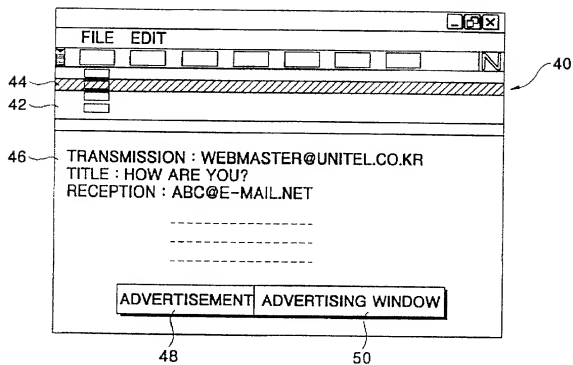 FILE EDIT
N
40
44
42
46
TRANSMISSION : WEBMASTER@UNITEL.CO.KR
TITLE : HOW ARE YOU?
RECEPTION : ABC@E-MAIL.NET
ADVERTISEMENT ADVERTISING WINDOW
48 50